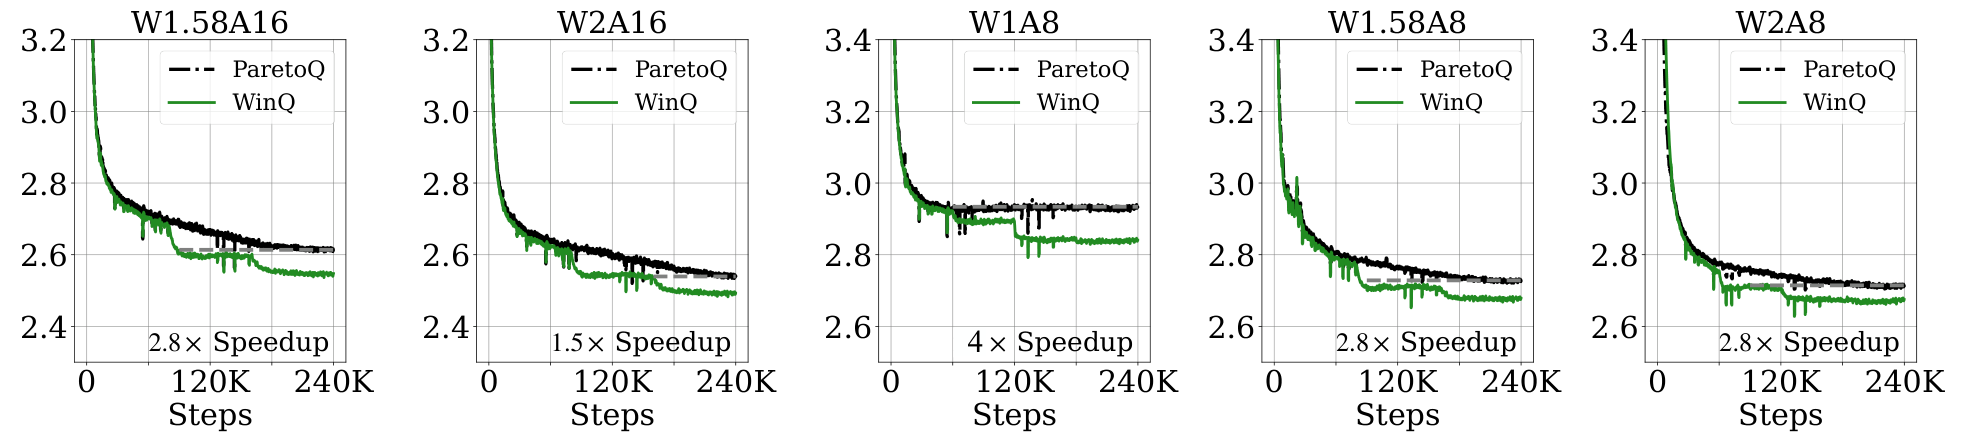 W1.58A16
3.2
3.0
2.8
2.6
2.4
ParetoQ
WinQ
2.8× Speedup
0 120K 240K
Steps
W2A16
3.2
3.0
2.8
2.6
2.4
ParetoQ
WinQ
1.5× Speedup
0 120K 240K
Steps
W1A8
3.4
3.2
3.0
2.8
2.6
ParetoQ
WinQ
4× Speedup
0 120K 240K
Steps
W1.58A8
3.4
3.2
3.0
2.8
2.6
ParetoQ
WinQ
2.8× Speedup
0 120K 240K
Steps
W2A8
3.4
3.2
3.0
2.8
2.6
ParetoQ
WinQ
2.8× Speedup
0 120K 240K
Steps